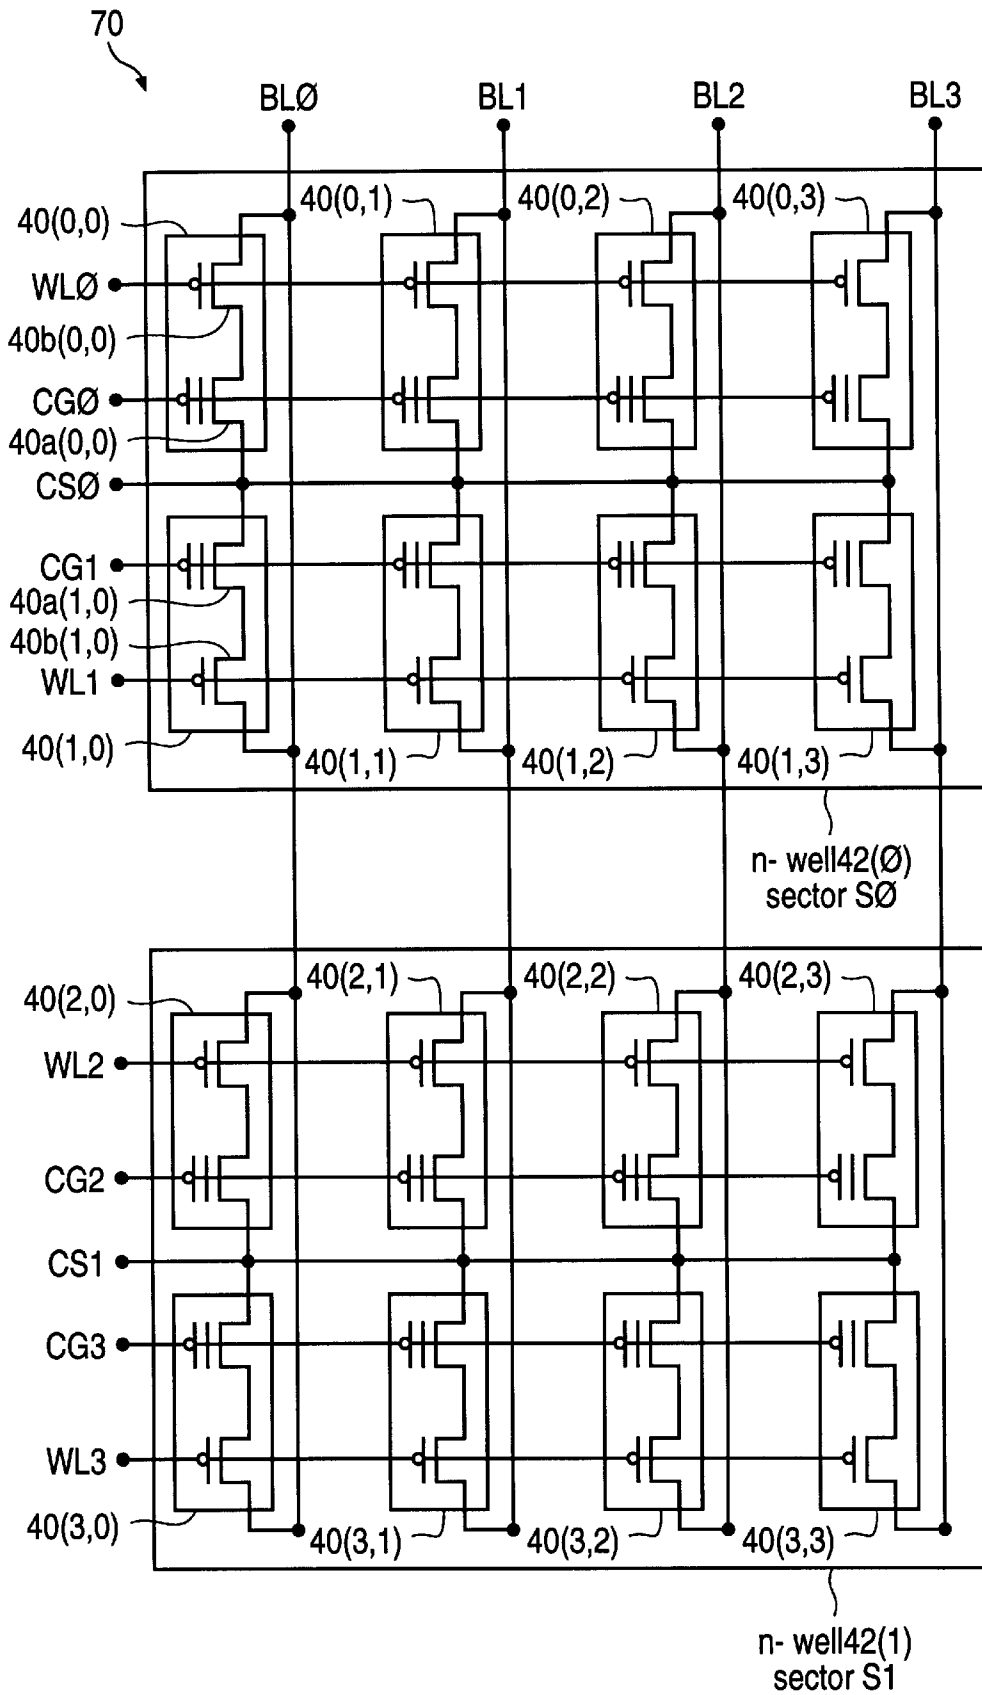 70
BLØ BL1 BL2 BL3
40(0,0) 40(0,1) 40(0,2) 40(0,3)
WLØ
40b(0,0)
CGØ
40a(0,0)
CSØ
CG1
40a(1,0)
40b(1,0)
WL1
40(1,0) 40(1,1) 40(1,2) 40(1,3)
n- well42(Ø)
sector SØ
40(2,0) 40(2,1) 40(2,2) 40(2,3)
WL2
CG2
CS1
CG3
WL3
40(3,0) 40(3,1) 40(3,2) 40(3,3)
n- well42(1)
sector S1